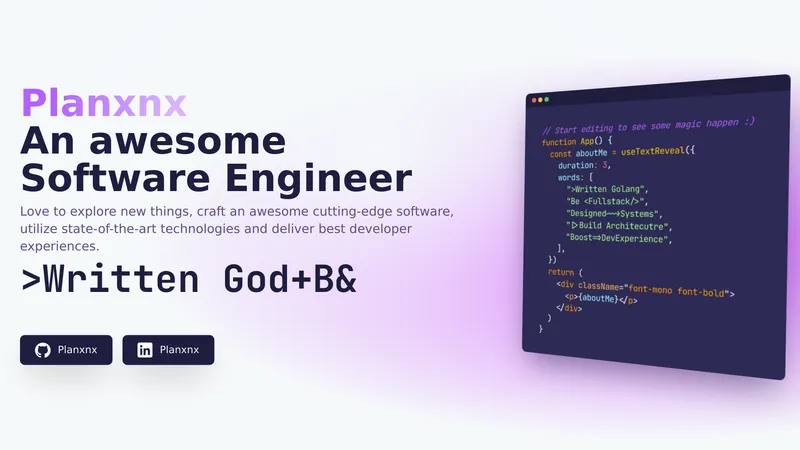 Planxnx
An awesome
Software Engineer
Love to explore new things, craft an awesome cutting-edge software,
utilize state-of-the-art technologies and deliver best developer
experiences.
>Written God+B&
Planxnx
Planxnx
// Start editing to see some magic happen :)
function App() {
const aboutMe = useTextReveal({
duration: 3,
words: [
">Written Golang",
"Be <Fullstack/>",
"Designed~~>Systems",
"▷Build Architecutre",
"Boost=>DevExperience",
],
})
return (
<div className="font-mono font-bold">
<p>{aboutMe}</p>
</div>
)
}